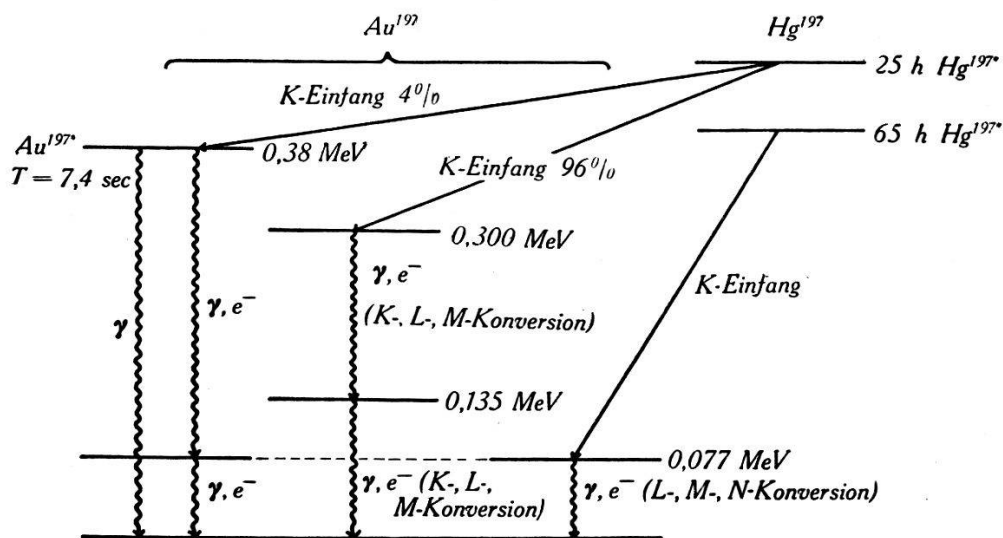 Au¹⁹⁷
Hg¹⁹⁷
25 h Hg¹⁹⁷*
K-Einfang 4%
65 h Hg¹⁹⁷*
Au¹⁹⁷*
0,38 MeV
T = 7,4 sec
K-Einfang 96%
0,300 MeV
γ, e⁻
(K-, L-, M-Konversion)
K-Einfang
γ
γ, e⁻
0,135 MeV
0,077 MeV
γ, e⁻
γ, e⁻ (K-, L-,
M-Konversion)
γ, e⁻ (L-, M-, N-Konversion)